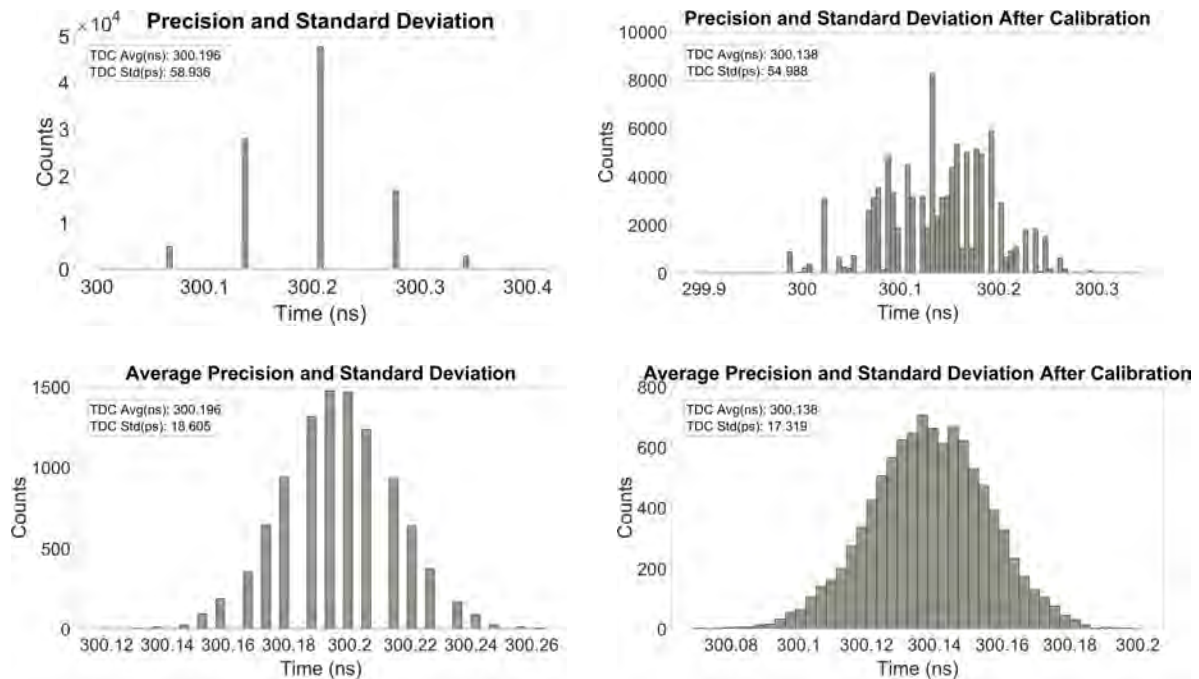 Precision and Standard Deviation
× 10⁴
TDC Avg(ns): 300.196
TDC Std(ps): 58.936
5
4
3
2
1
0
Counts
300
300.1
300.2
300.3
300.4
Time (ns)
Precision and Standard Deviation After Calibration
TDC Avg(ns): 300.138
TDC Std(ps): 54.988
10000
8000
6000
4000
2000
0
Counts
299.9
300
300.1
300.2
300.3
Time (ns)
Average Precision and Standard Deviation
TDC Avg(ns): 300.196
TDC Std(ps): 18.605
1500
1000
500
0
Counts
300.12
300.14
300.16
300.18
300.2
300.22
300.24
300.26
Time (ns)
Average Precision and Standard Deviation After Calibration
TDC Avg(ns): 300.138
TDC Std(ps): 17.319
800
600
400
200
0
Counts
300.08
300.1
300.12
300.14
300.16
300.18
300.2
Time (ns)